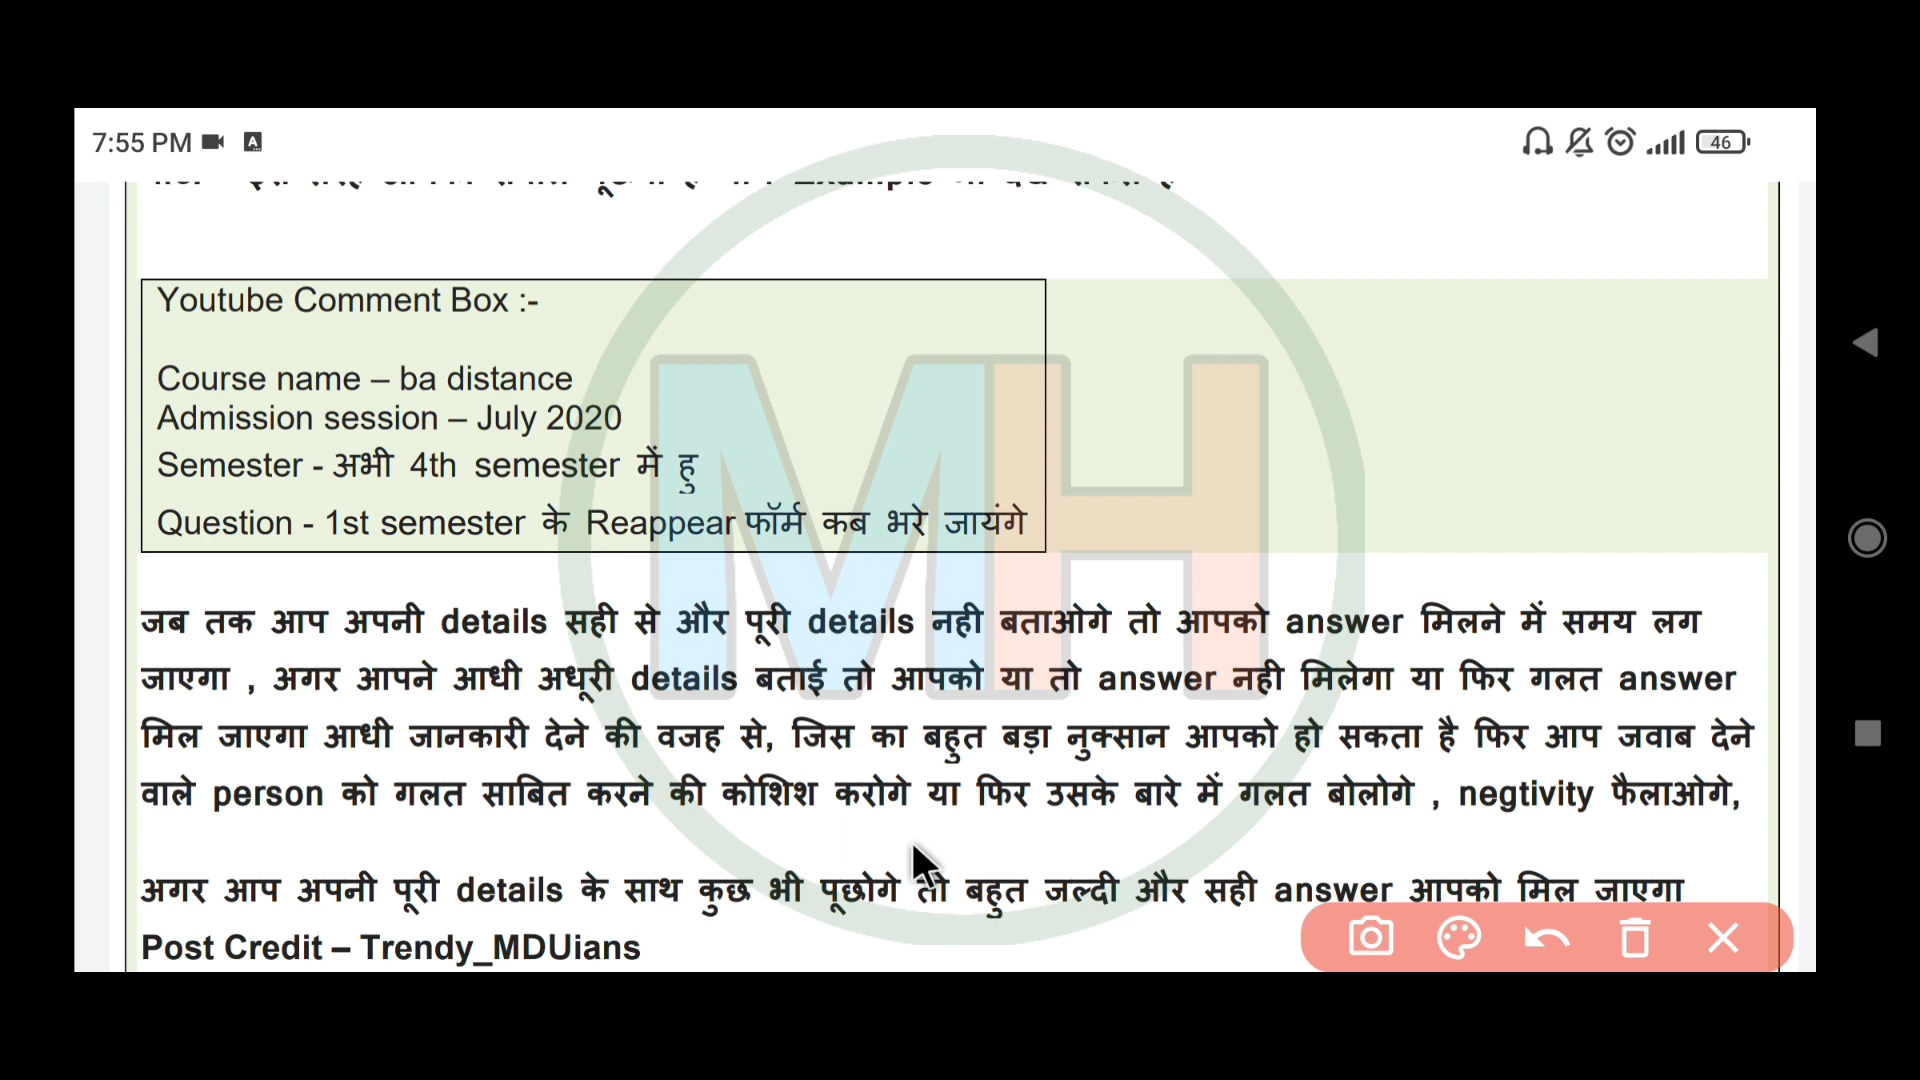 7:55 PM
46
Example
Youtube Comment Box :-
Course name – ba distance
Admission session – July 2020
Semester - अभी 4th semester में हु
Question - 1st semester के Reappear फॉर्म कब भरे जायंगे
जब तक आप अपनी details सही से और पूरी details नही बताओगे तो आपको answer मिलने में समय लग
जाएगा , अगर आपने आधी अधूरी details बताई तो आपको या तो answer नही मिलेगा या फिर गलत answer
मिल जाएगा आधी जानकारी देने की वजह से, जिस का बहुत बड़ा नुक्सान आपको हो सकता है फिर आप जवाब देने
वाले person को गलत साबित करने की कोशिश करोगे या फिर उसके बारे में गलत बोलोगे , negtivity फैलाओगे,
अगर आप अपनी पूरी details के साथ कुछ भी पूछोगे तो बहुत जल्दी और सही answer आपको मिल जाएगा
Post Credit – Trendy_MDUians
MH